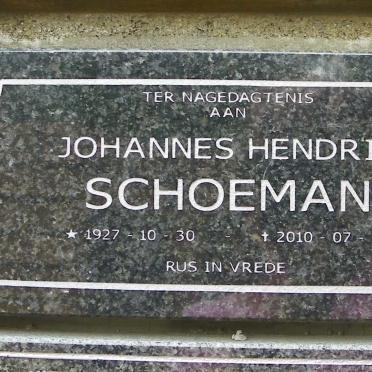 TER NAGEDAGTENIS
AAN
JOHANNES HENDRI
SCHOEMAN
★ 1927 - 10 - 30 - ✝ 2010 - 07 -
RUS IN VREDE